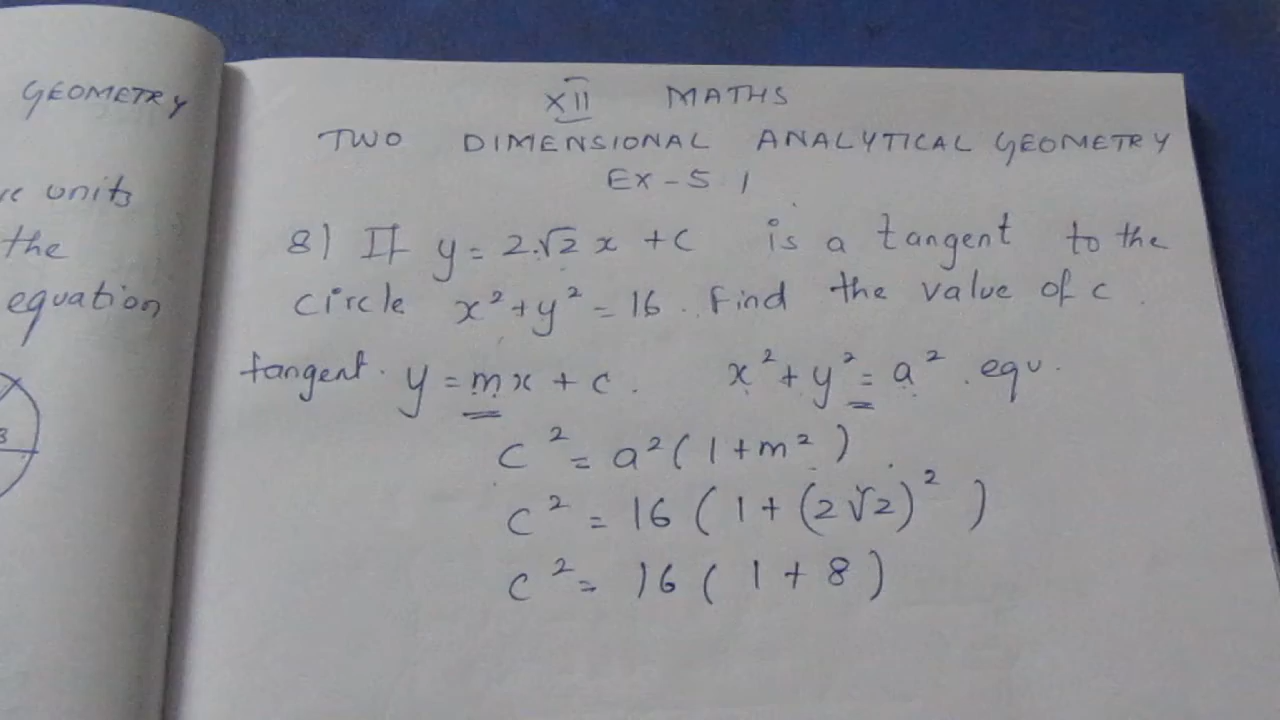 GEOMETRY
units
the
equation
XII MATHS
TWO DIMENSIONAL ANALYTICAL GEOMETRY
EX-5.1
8) If y = 2√2 x + c is a tangent to the
circle x² + y² = 16. Find the value of c.
tangent. y = mx + c. x² + y² = a². equ.
c² = a² (1 + m²)
c² = 16 (1 + (2√2)²)
c² = 16 (1 + 8)